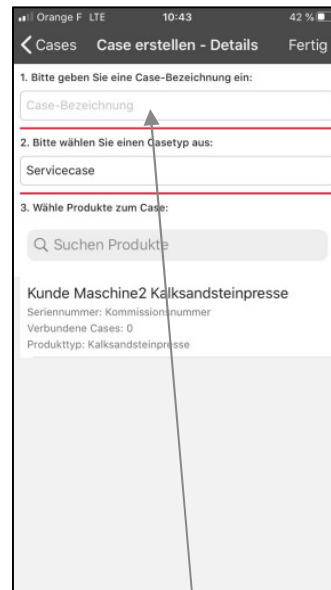 Orange F LTE 10:43 42 %
Cases Case erstellen - Details Fertig
1. Bitte geben Sie eine Case-Bezeichnung ein:
Case-Bezeichnung
2. Bitte wählen Sie einen Casetyp aus:
Servicecase
3. Wähle Produkte zum Case:
Suchen Produkte
Kunde Maschine2 Kalksandsteinpresse
Seriennummer: Kommissionsnummer
Verbundene Cases: 0
Produkttyp: Kalksandsteinpresse